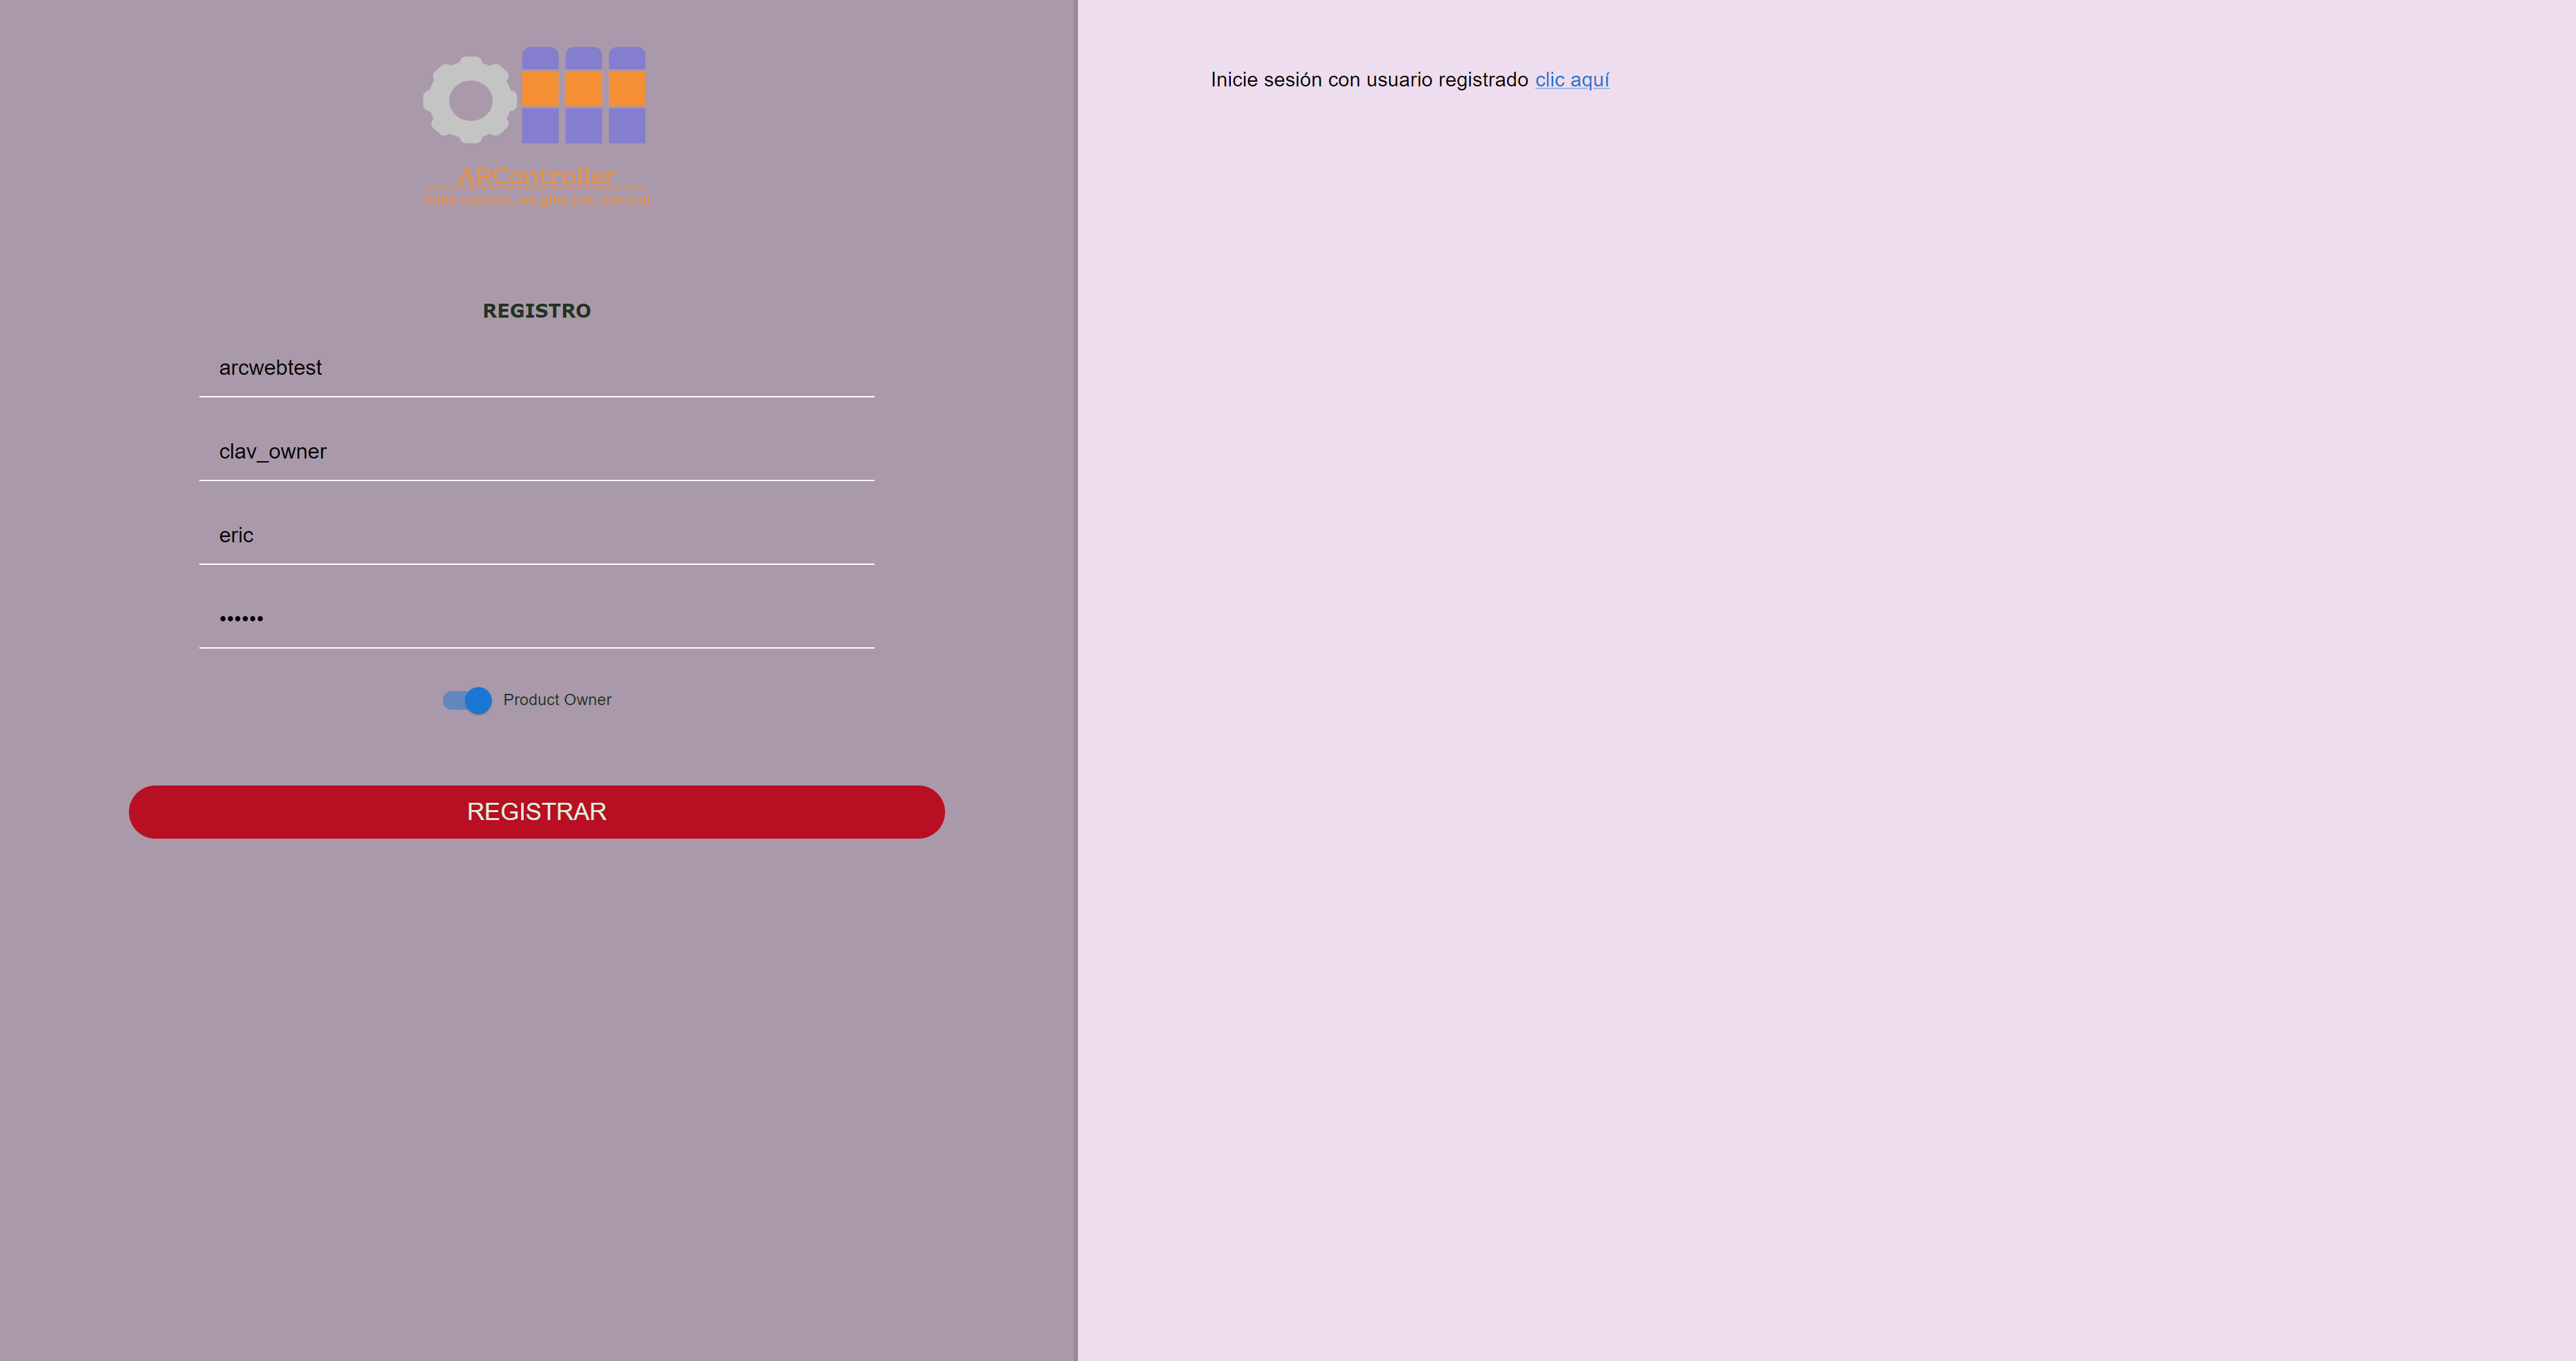 ARController
Take control, we give you control
REGISTRO
arcwebtest
clav_owner
eric
••••••
Product Owner
REGISTRAR
Inicie sesión con usuario registrado clic aquí